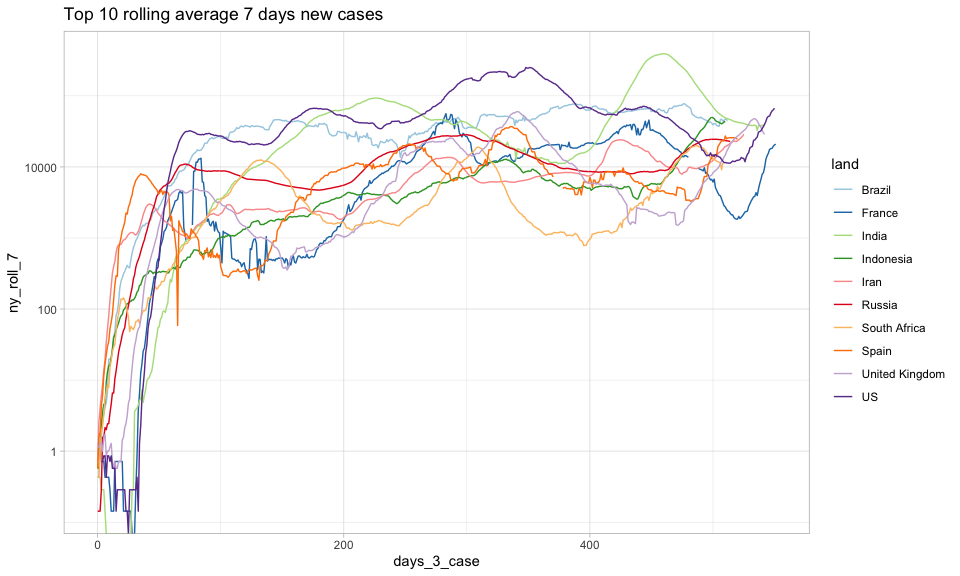 Top 10 rolling average 7 days new cases
ny_roll_7
10000
100
1
0
200
400
days_3_case
land
Brazil
France
India
Indonesia
Iran
Russia
South Africa
Spain
United Kingdom
US